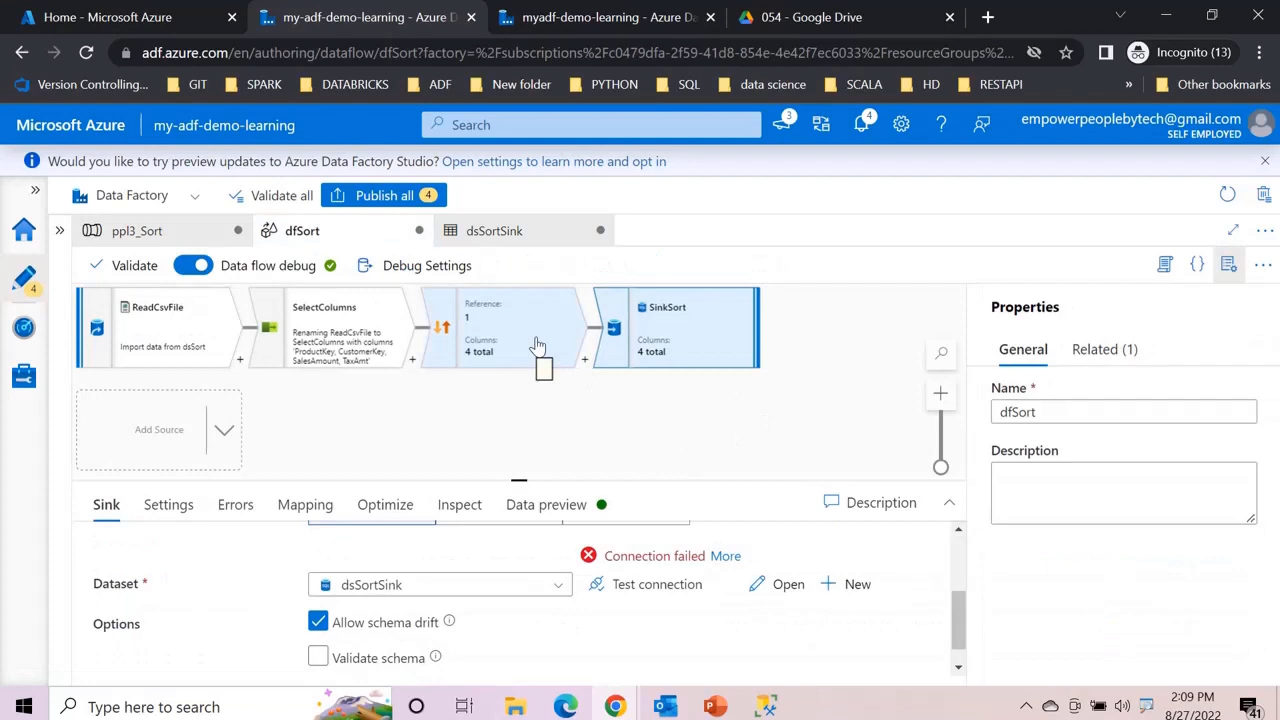 Home - Microsoft Azure
my-adf-demo-learning - Azure D
myadf-demo-learning - Azure Da
054 - Google Drive
adf.azure.com/en/authoring/dataflow/dfSort?factory=%2Fsubscriptions%2Fc0479dfa-2f59-41d8-854e-4e42f7ec6033%2FresourceGroups%2...
Incognito (13)
Version Controlling...
GIT
SPARK
DATABRICKS
ADF
New folder
PYTHON
SQL
data science
SCALA
HD
RESTAPI
»
Other bookmarks
Microsoft Azure
my-adf-demo-learning
Search
3
4
empowerpeoplebytech@gmail.com
SELF EMPLOYED
Would you like to try preview updates to Azure Data Factory Studio? Open settings to learn more and opt in
Data Factory
Validate all
Publish all 4
4
ppl3_Sort
dfSort
dsSortSink
Validate
Data flow debug
Debug Settings
ReadCsvFile
Import data from dsSort
SelectColumns
Renaming ReadCsvFile to
SelectColumns with columns
'ProductKey, CustomerKey,
SalesAmount, TaxAmt'
Reference:
1
Columns:
4 total
SinkSort
Columns:
4 total
Add Source
Properties
General
Related (1)
Name *
dfSort
Description
Sink
Settings
Errors
Mapping
Optimize
Inspect
Data preview
Description
Connection failed More
Dataset *
dsSortSink
Test connection
Open
New
Options
Allow schema drift
Validate schema
Type here to search
2:09 PM
8/27/2022
41